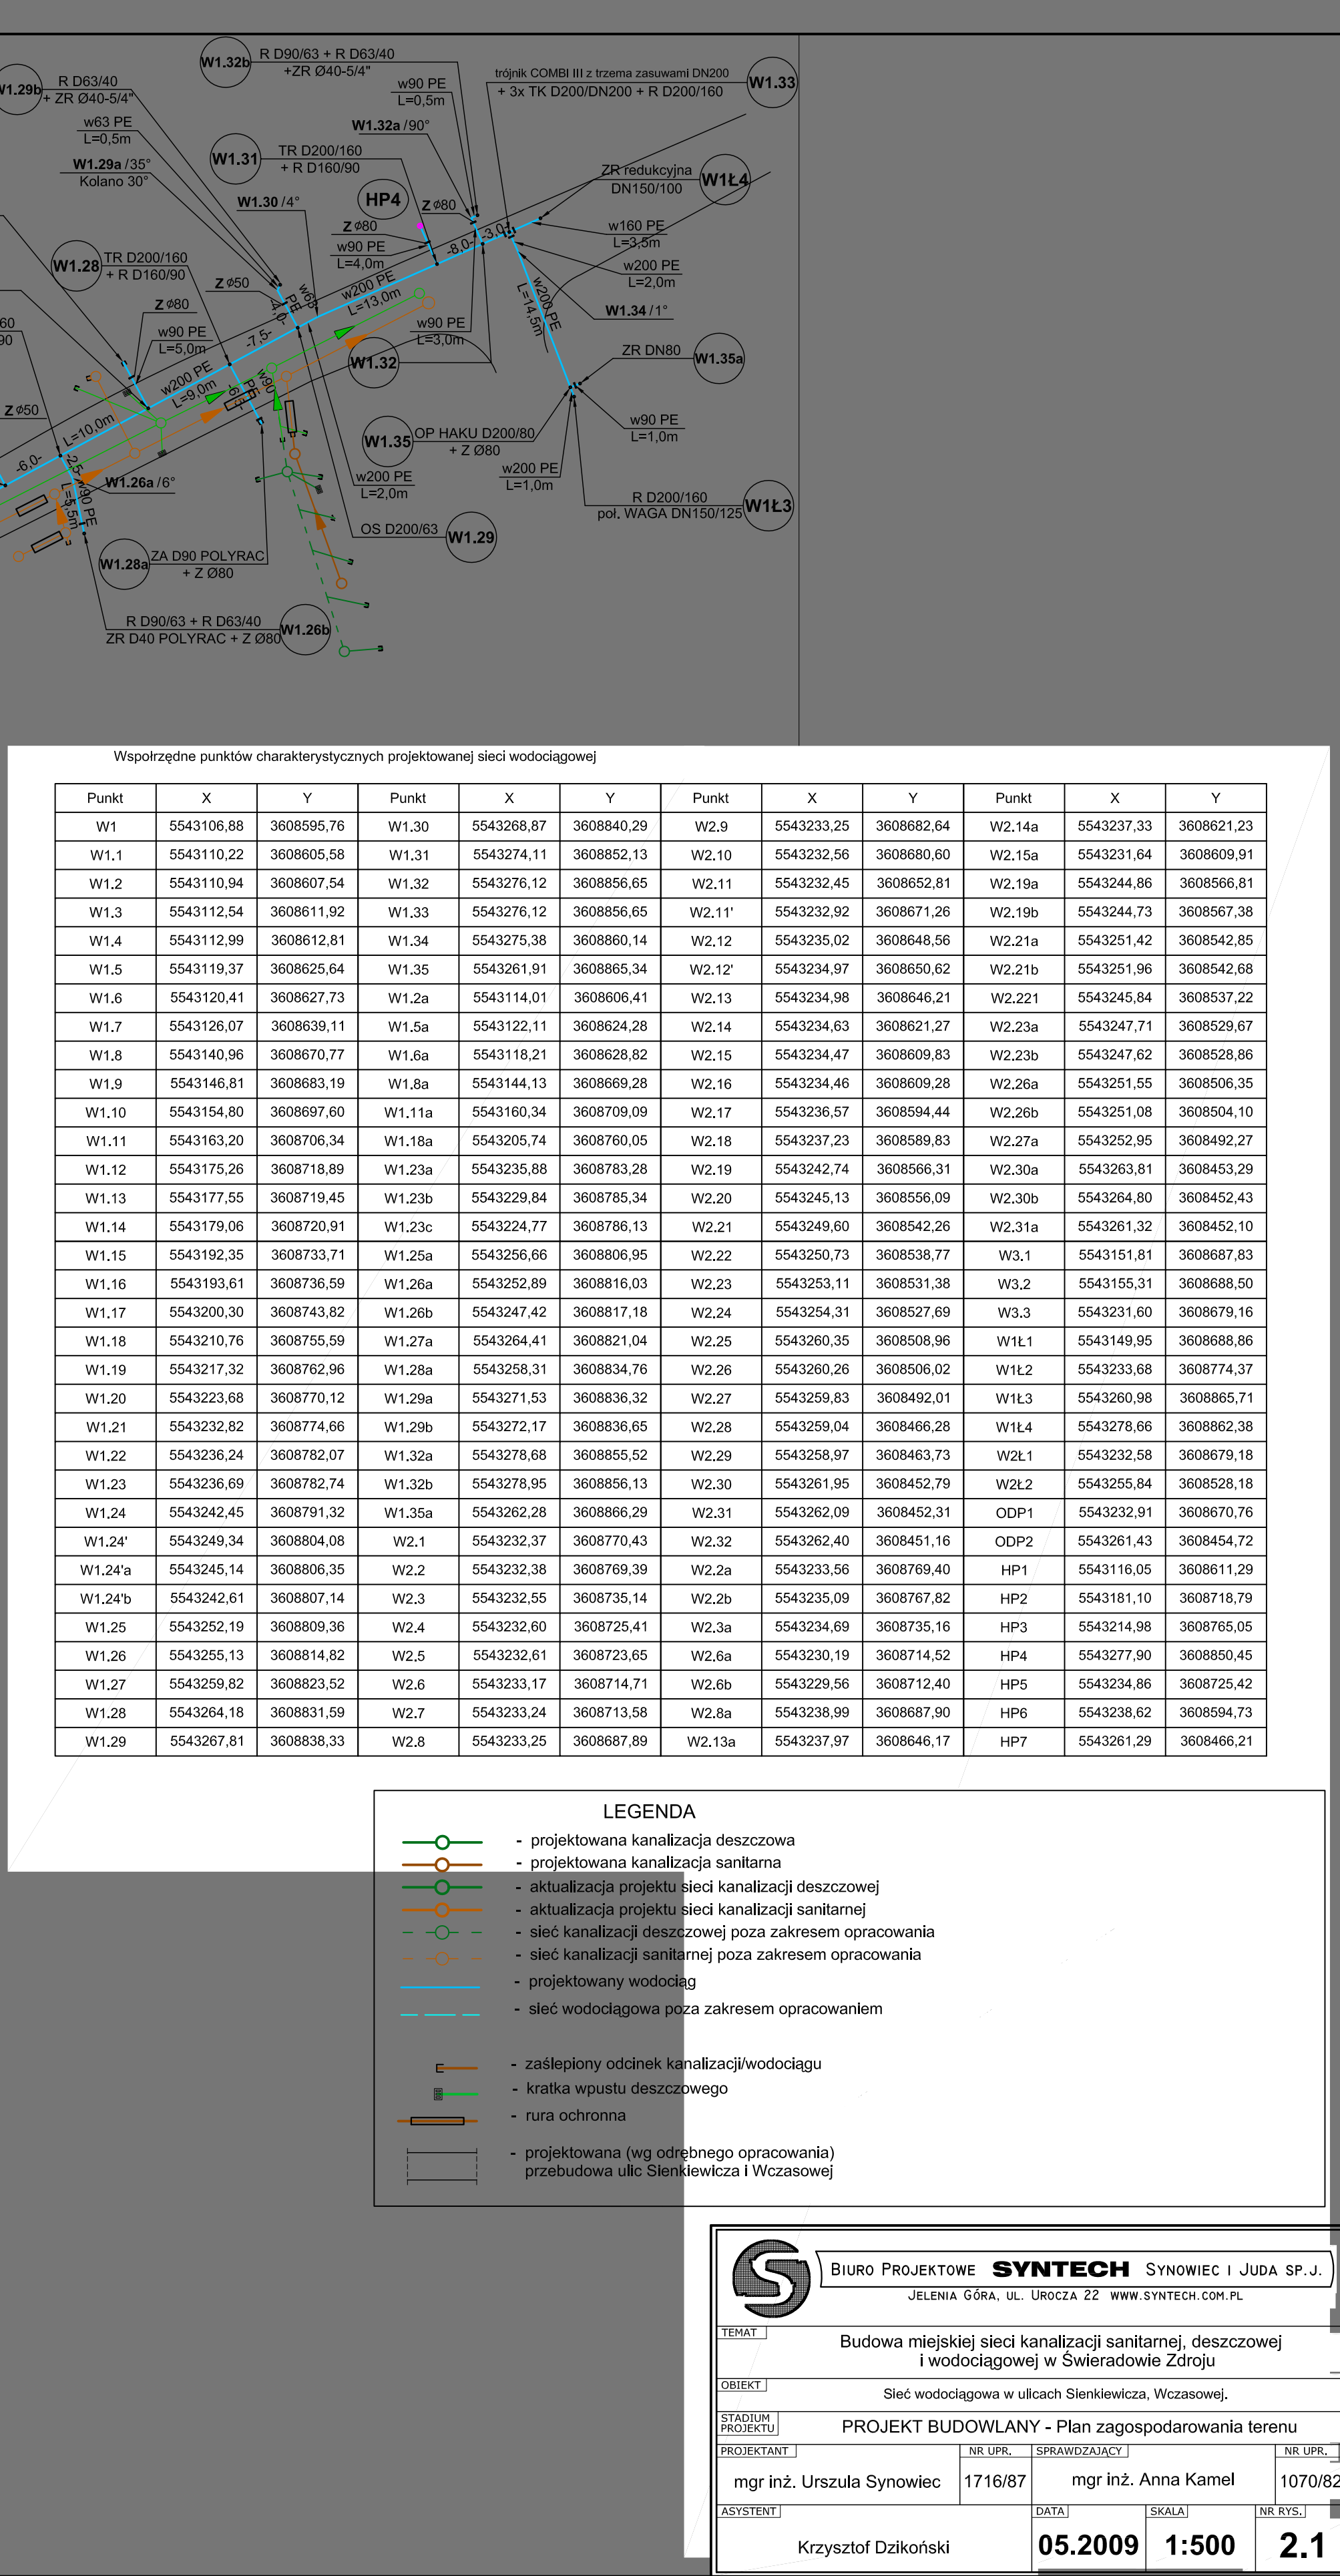 W1.32b
R D90/63 + R D63/40
+ZR Ø40-5/4"
W1.29b
R D63/40
+ ZR Ø40-5/4"
w90 PE
L=0,5m
trójnik COMBI III z trzema zasuwami DN200
+ 3x TK D200/DN200 + R D200/160
W1.33
w63 PE
L=0,5m
W1.32a /90°
W1.29a /35°
Kolano 30°
W1.31
TR D200/160
+ R D160/90
ZR redukcyjna
DN150/100
W1Ł4
W1.30 /4°
HP4
Z ø80
Z ø80
w90 PE
L=4,0m
-8,0-
-3,0-
w160 PE
L=3,5m
w200 PE
L=2,0m
W1.28
TR D200/160
+ R D160/90
Z ø50
w63
PE
-4,0-
w200 PE
L=13,0m
w200 PE
L=14,5m
W1.34 /1°
Z ø80
w90 PE
L=5,0m
-7,5-
w90 PE
L=3,0m
W1.32
ZR DN80
W1.35a
60
90
w200 PE
L=9,0m
w90
PE
-6,5-
Z ø50
L=10,0m
W1.35
OP HAKU D200/80
+ Z Ø80
w90 PE
L=1,0m
-6,0-
-2,5-
w90 PE
L=5,5m
W1.26a /6°
w200 PE
L=2,0m
w200 PE
L=1,0m
R D200/160
poł. WAGA DN150/125
W1Ł3
OS D200/63
W1.29
W1.28a
ZA D90 POLYRAC
+ Z Ø80
R D90/63 + R D63/40
ZR D40 POLYRAC + Z Ø80
W1.26b
Wspołrzędne punktów charakterystycznych projektowanej sieci wodociągowej
Punkt X Y Punkt X Y Punkt X Y Punkt X Y
W1 5543106,88 3608595,76 W1.30 5543268,87 3608840,29 W2.9 5543233,25 3608682,64 W2.14a 5543237,33 3608621,23
W1.1 5543110,22 3608605,58 W1.31 5543274,11 3608852,13 W2.10 5543232,56 3608680,60 W2.15a 5543231,64 3608609,91
W1.2 5543110,94 3608607,54 W1.32 5543276,12 3608856,65 W2.11 5543232,45 3608652,81 W2.19a 5543244,86 3608566,81
W1.3 5543112,54 3608611,92 W1.33 5543276,12 3608856,65 W2.11' 5543232,92 3608671,26 W2.19b 5543244,73 3608567,38
W1.4 5543112,99 3608612,81 W1.34 5543275,38 3608860,14 W2.12 5543235,02 3608648,56 W2.21a 5543251,42 3608542,85
W1.5 5543119,37 3608625,64 W1.35 5543261,91 3608865,34 W2.12' 5543234,97 3608650,62 W2.21b 5543251,96 3608542,68
W1.6 5543120,41 3608627,73 W1.2a 5543114,01 3608606,41 W2.13 5543234,98 3608646,21 W2.221 5543245,84 3608537,22
W1.7 5543126,07 3608639,11 W1.5a 5543122,11 3608624,28 W2.14 5543234,63 3608621,27 W2.23a 5543247,71 3608529,67
W1.8 5543140,96 3608670,77 W1.6a 5543118,21 3608628,82 W2.15 5543234,47 3608609,83 W2.23b 5543247,62 3608528,86
W1.9 5543146,81 3608683,19 W1.8a 5543144,13 3608669,28 W2.16 5543234,46 3608609,28 W2.26a 5543251,55 3608506,35
W1.10 5543154,80 3608697,60 W1.11a 5543160,34 3608709,09 W2.17 5543236,57 3608594,44 W2.26b 5543251,08 3608504,10
W1.11 5543163,20 3608706,34 W1.18a 5543205,74 3608760,05 W2.18 5543237,23 3608589,83 W2.27a 5543252,95 3608492,27
W1.12 5543175,26 3608718,89 W1.23a 5543235,88 3608783,28 W2.19 5543242,74 3608566,31 W2.30a 5543263,81 3608453,29
W1.13 5543177,55 3608719,45 W1.23b 5543229,84 3608785,34 W2.20 5543245,13 3608556,09 W2.30b 5543264,80 3608452,43
W1.14 5543179,06 3608720,91 W1.23c 5543224,77 3608786,13 W2.21 5543249,60 3608542,26 W2.31a 5543261,32 3608452,10
W1.15 5543192,35 3608733,71 W1.25a 5543256,66 3608806,95 W2.22 5543250,73 3608538,77 W3.1 5543151,81 3608687,83
W1.16 5543193,61 3608736,59 W1.26a 5543252,89 3608816,03 W2.23 5543253,11 3608531,38 W3.2 5543155,31 3608688,50
W1.17 5543200,30 3608743,82 W1.26b 5543247,42 3608817,18 W2.24 5543254,31 3608527,69 W3.3 5543231,60 3608679,16
W1.18 5543210,76 3608755,59 W1.27a 5543264,41 3608821,04 W2.25 5543260,35 3608508,96 W1Ł1 5543149,95 3608688,86
W1.19 5543217,32 3608762,96 W1.28a 5543258,31 3608834,76 W2.26 5543260,26 3608506,02 W1Ł2 5543233,68 3608774,37
W1.20 5543223,68 3608770,12 W1.29a 5543271,53 3608836,32 W2.27 5543259,83 3608492,01 W1Ł3 5543260,98 3608865,71
W1.21 5543232,82 3608774,66 W1.29b 5543272,17 3608836,65 W2.28 5543259,04 3608466,28 W1Ł4 5543278,66 3608862,38
W1.22 5543236,24 3608782,07 W1.32a 5543278,68 3608855,52 W2.29 5543258,97 3608463,73 W2Ł1 5543232,58 3608679,18
W1.23 5543236,69 3608782,74 W1.32b 5543278,95 3608856,13 W2.30 5543261,95 3608452,79 W2Ł2 5543255,84 3608528,18
W1.24 5543242,45 3608791,32 W1.35a 5543262,28 3608866,29 W2.31 5543262,09 3608452,31 ODP1 5543232,91 3608670,76
W1.24' 5543249,34 3608804,08 W2.1 5543232,37 3608770,43 W2.32 5543262,40 3608451,16 ODP2 5543261,43 3608454,72
W1.24'a 5543245,14 3608806,35 W2.2 5543232,38 3608769,39 W2.2a 5543233,56 3608769,40 HP1 5543116,05 3608611,29
W1.24'b 5543242,61 3608807,14 W2.3 5543232,55 3608735,14 W2.2b 5543235,09 3608767,82 HP2 5543181,10 3608718,79
W1.25 5543252,19 3608809,36 W2.4 5543232,60 3608725,41 W2.3a 5543234,69 3608735,16 HP3 5543214,98 3608765,05
W1.26 5543255,13 3608814,82 W2.5 5543232,61 3608723,65 W2.6a 5543230,19 3608714,52 HP4 5543277,90 3608850,45
W1.27 5543259,82 3608823,52 W2.6 5543233,17 3608714,71 W2.6b 5543229,56 3608712,40 HP5 5543234,86 3608725,42
W1.28 5543264,18 3608831,59 W2.7 5543233,24 3608713,58 W2.8a 5543238,99 3608687,90 HP6 5543238,62 3608594,73
W1.29 5543267,81 3608838,33 W2.8 5543233,25 3608687,89 W2.13a 5543237,97 3608646,17 HP7 5543261,29 3608466,21
LEGENDA
- projektowana kanalizacja deszczowa
- projektowana kanalizacja sanitarna
- aktualizacja projektu sieci kanalizacji deszczowej
- aktualizacja projektu sieci kanalizacji sanitarnej
- sieć kanalizacji deszczowej poza zakresem opracowania
- sieć kanalizacji sanitarnej poza zakresem opracowania
- projektowany wodociąg
- sieć wodociągowa poza zakresem opracowaniem
- zaślepiony odcinek kanalizacji/wodociągu
- kratka wpustu deszczowego
- rura ochronna
- projektowana (wg odrębnego opracowania)
przebudowa ulic Sienkiewicza i Wczasowej
BIURO PROJEKTOWE SYNTECH SYNOWIEC I JUDA SP.J.
JELENIA GÓRA, UL. UROCZA 22 WWW.SYNTECH.COM.PL
TEMAT
Budowa miejskiej sieci kanalizacji sanitarnej, deszczowej
i wodociągowej w Świeradowie Zdroju
OBIEKT
Sieć wodociągowa w ulicach Sienkiewicza, Wczasowej.
STADIUM
PROJEKTU
PROJEKT BUDOWLANY - Plan zagospodarowania terenu
PROJEKTANT NR UPR. SPRAWDZAJĄCY NR UPR.
mgr inż. Urszula Synowiec 1716/87 mgr inż. Anna Kamel 1070/82
ASYSTENT DATA SKALA NR RYS.
Krzysztof Dzikoński 05.2009 1:500 2.1